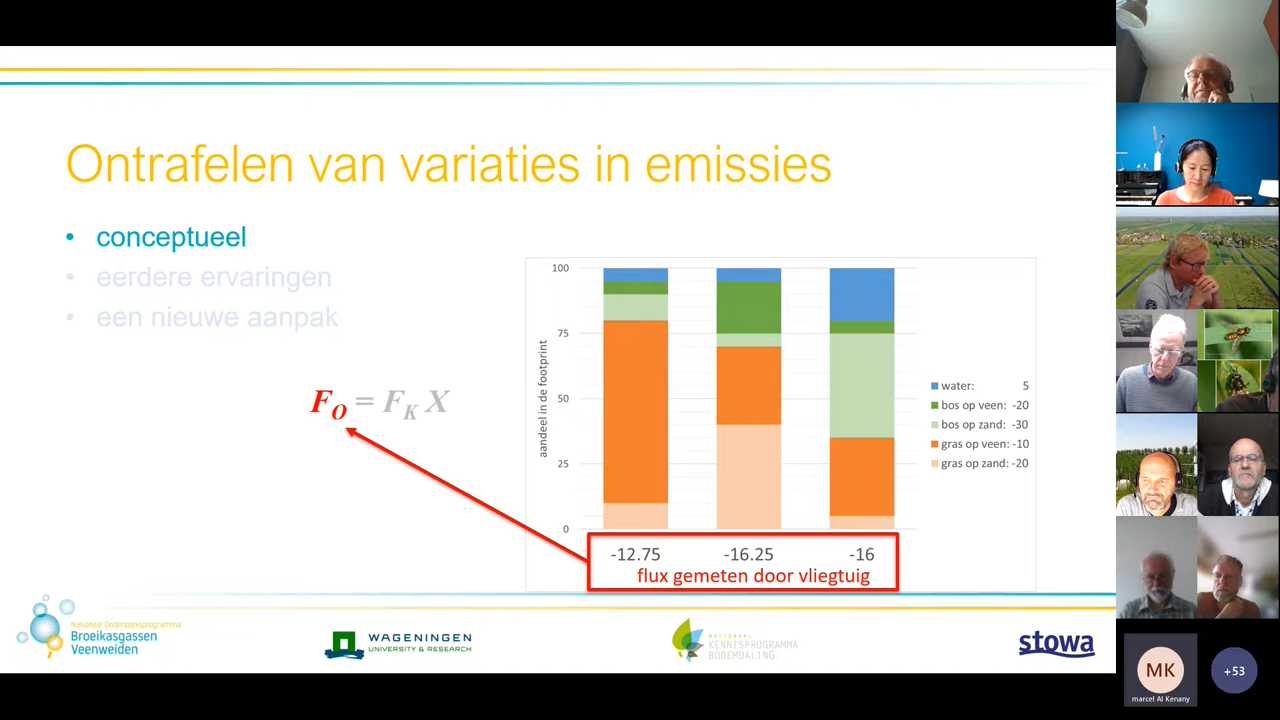 Ontrafelen van variaties in emissies
• conceptueel
• eerdere ervaringen
• een nieuwe aanpak
F_O = F_K X
aandeel in de footprint
100
75
50
25
0
water: 5
bos op veen: -20
bos op zand: -30
gras op veen: -10
gras op zand: -20
-12.75 -16.25 -16
flux gemeten door vliegtuig
Nationaal Onderzoeksprogramma
Broeikasgassen
Veenweiden
WAGENINGEN
UNIVERSITY & RESEARCH
NATIONAAL
KENNISPROGRAMMA
BODEMDALING
stowa
MK
marcel Al Kenany
+53